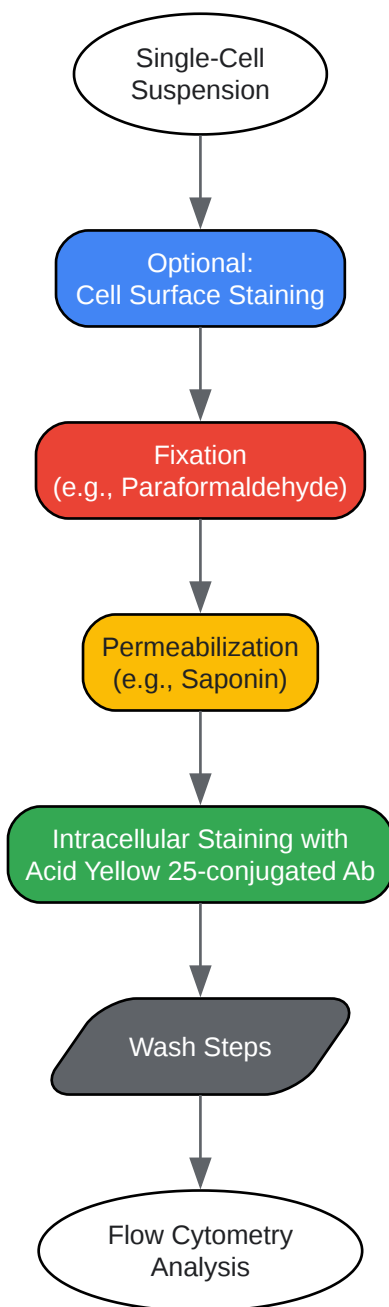 Single-Cell
Suspension
Optional:
Cell Surface Staining
Fixation
(e.g., Paraformaldehyde)
Permeabilization
(e.g., Saponin)
Intracellular Staining with
Acid Yellow 25-conjugated Ab
Wash Steps
Flow Cytometry
Analysis